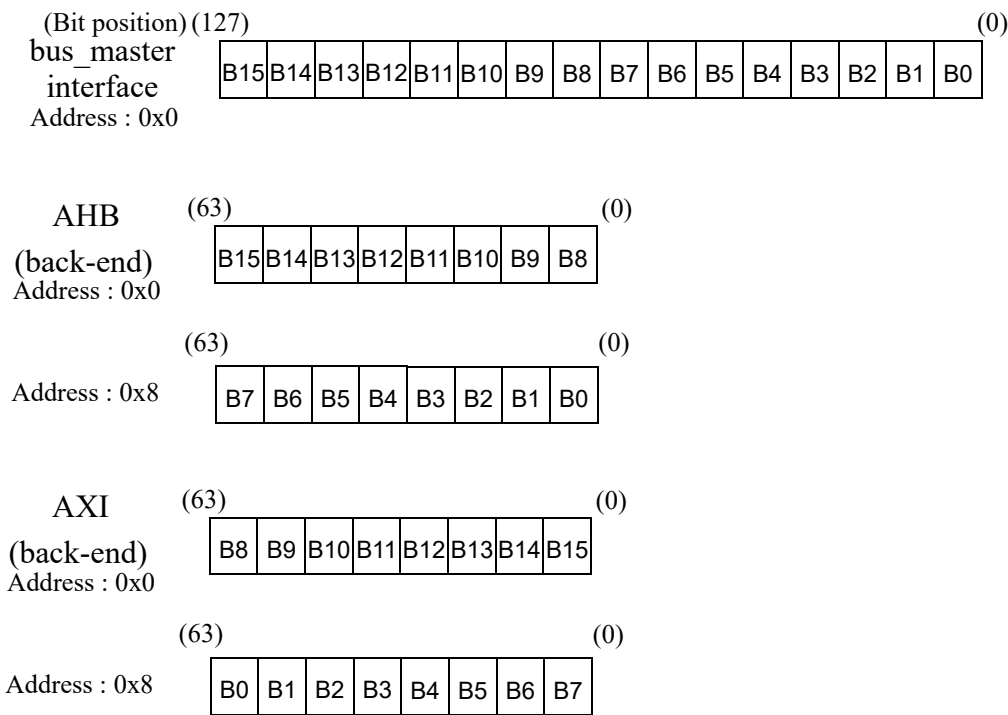 (Bit position) (127) (0)
bus_master
interface
Address : 0x0
B15 B14 B13 B12 B11 B10 B9 B8 B7 B6 B5 B4 B3 B2 B1 B0
AHB
(back-end)
Address : 0x0
(63) (0)
B15 B14 B13 B12 B11 B10 B9 B8
(63) (0)
Address : 0x8
B7 B6 B5 B4 B3 B2 B1 B0
AXI
(back-end)
Address : 0x0
(63) (0)
B8 B9 B10 B11 B12 B13 B14 B15
(63) (0)
Address : 0x8
B0 B1 B2 B3 B4 B5 B6 B7